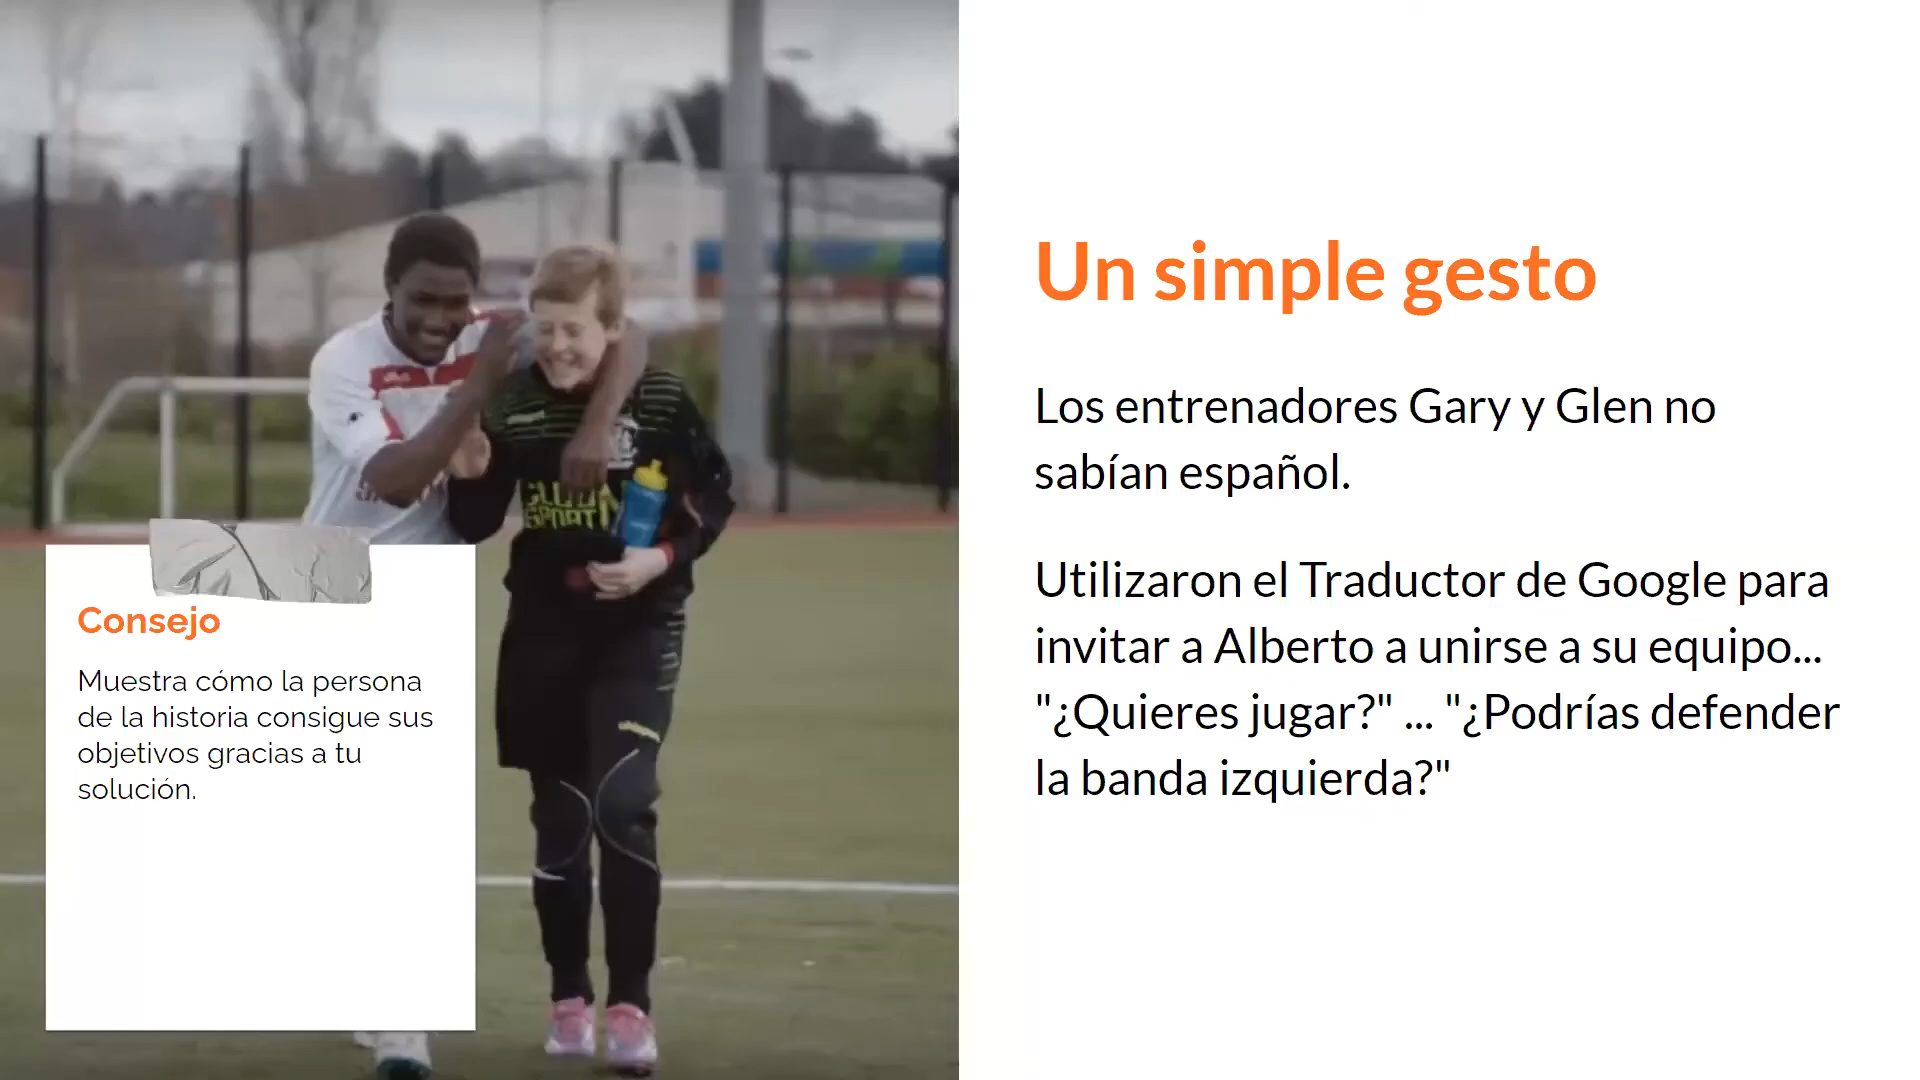 Un simple gesto
Los entrenadores Gary y Glen no
sabían español.
Utilizaron el Traductor de Google para
invitar a Alberto a unirse a su equipo...
"¿Quieres jugar?" ... "¿Podrías defender
la banda izquierda?"
Consejo
Muestra cómo la persona
de la historia consigue sus
objetivos gracias a tu
solución.